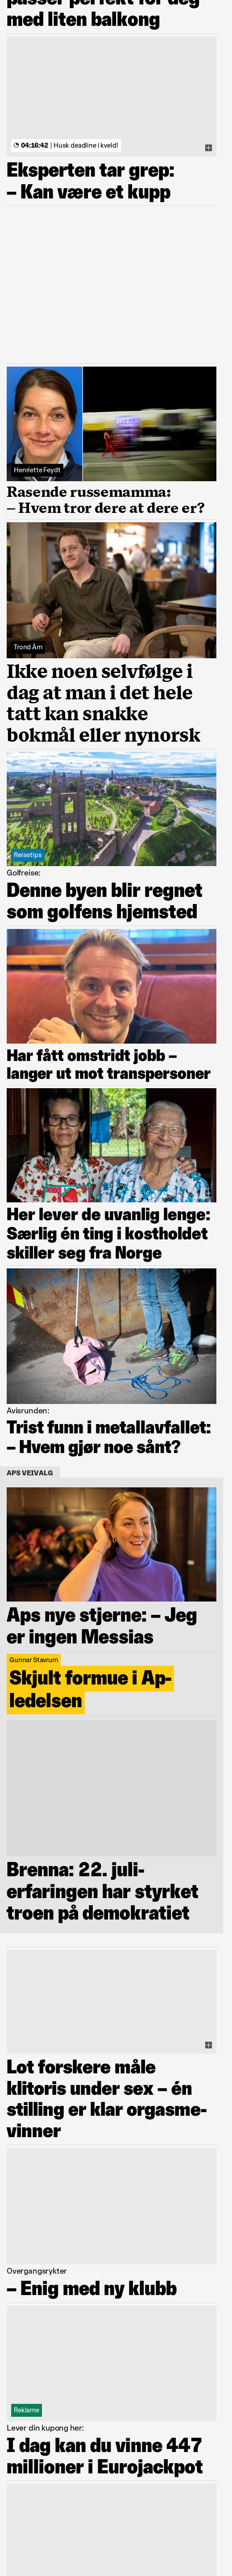 passer perfekt for deg
med liten balkong
04:16:42 | Husk deadline i kveld!
Eksperten tar grep:
– Kan være et kupp
Henriette Feydt
Rasende russemamma:
– Hvem tror dere at dere er?
Trond Åm
Ikke noen selvfølge i
dag at man i det hele
tatt kan snakke
bokmål eller nynorsk
Reisetips
Golfreise:
Denne byen blir regnet
som golfens hjemsted
Har fått omstridt jobb –
langer ut mot transpersoner
Her lever de uvanlig lenge:
Særlig én ting i kostholdet
skiller seg fra Norge
Avisrunden:
Trist funn i metallavfallet:
– Hvem gjør noe sånt?
APS VEIVALG
Aps nye stjerne: – Jeg
er ingen Messias
Gunnar Stavrum
Skjult formue i Ap-
ledelsen
Brenna: 22. juli-
erfaringen har styrket
troen på demokratiet
Lot forskere måle
klitoris under sex – én
stilling er klar orgasme-
vinner
Overgangsrykter
– Enig med ny klubb
Reklame
Lever din kupong her:
I dag kan du vinne 447
millioner i Eurojackpot